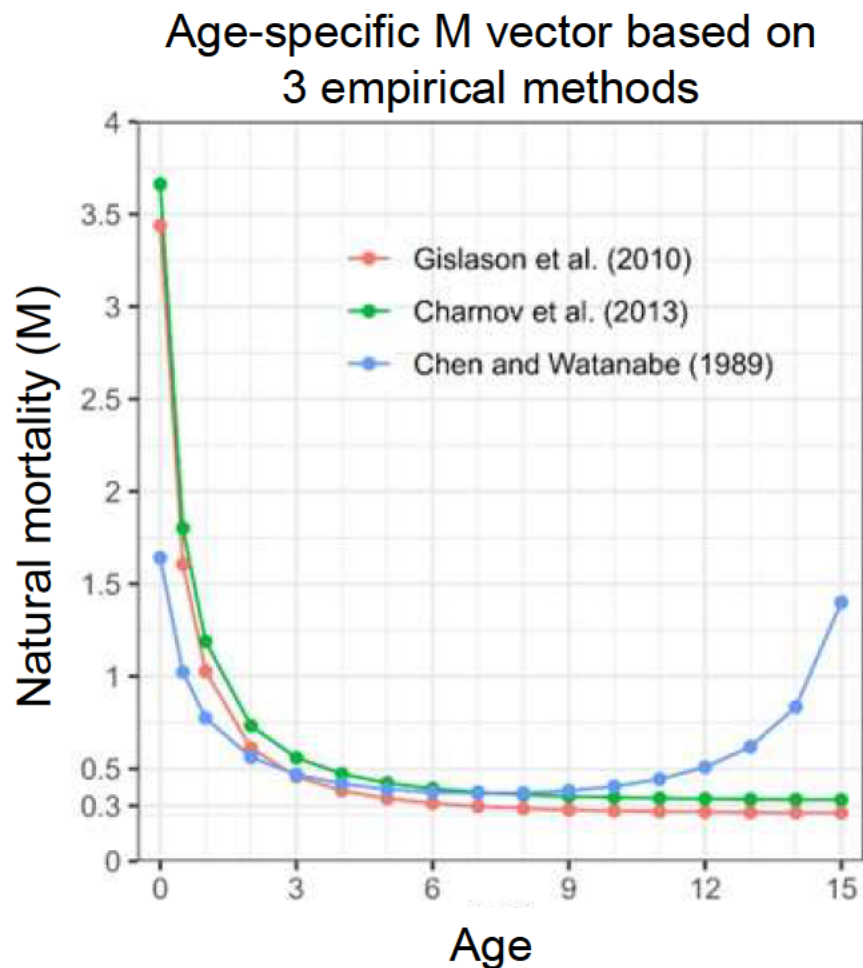 Age-specific M vector based on
3 empirical methods
4
3.5
3
2.5
2
1.5
1
0.5
0.3
0
Natural mortality (M)
Gislason et al. (2010)
Charnov et al. (2013)
Chen and Watanabe (1989)
0 3 6 9 12 15
Age